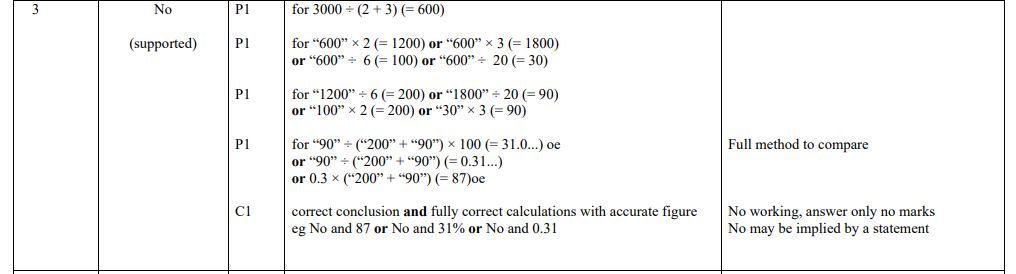 3 No P1 for 3000 ÷ (2 + 3) (= 600)
(supported) P1 for “600” × 2 (= 1200) or “600” × 3 (= 1800)
or “600” ÷ 6 (= 100) or “600” ÷ 20 (= 30)
P1 for “1200” ÷ 6 (= 200) or “1800” ÷ 20 (= 90)
or “100” × 2 (= 200) or “30” × 3 (= 90)
P1 for “90” ÷ (“200” + “90”) × 100 (= 31.0...) oe Full method to compare
or “90” ÷ (“200” + “90”) (= 0.31...)
or 0.3 × (“200” + “90”) (= 87)oe
C1 correct conclusion and fully correct calculations with accurate figure No working, answer only no marks
eg No and 87 or No and 31% or No and 0.31 No may be implied by a statement